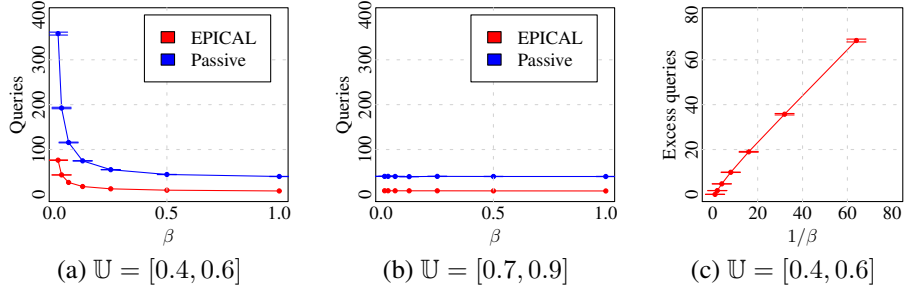 400
300
200
100
0
Queries
EPICAL
Passive
0.0
0.5
1.0
β
(a) 𝕌 = [0.4, 0.6]
400
300
200
100
0
Queries
EPICAL
Passive
0.0
0.5
1.0
β
(b) 𝕌 = [0.7, 0.9]
80
60
40
20
0
Excess queries
0
20
40
60
80
1/β
(c) 𝕌 = [0.4, 0.6]